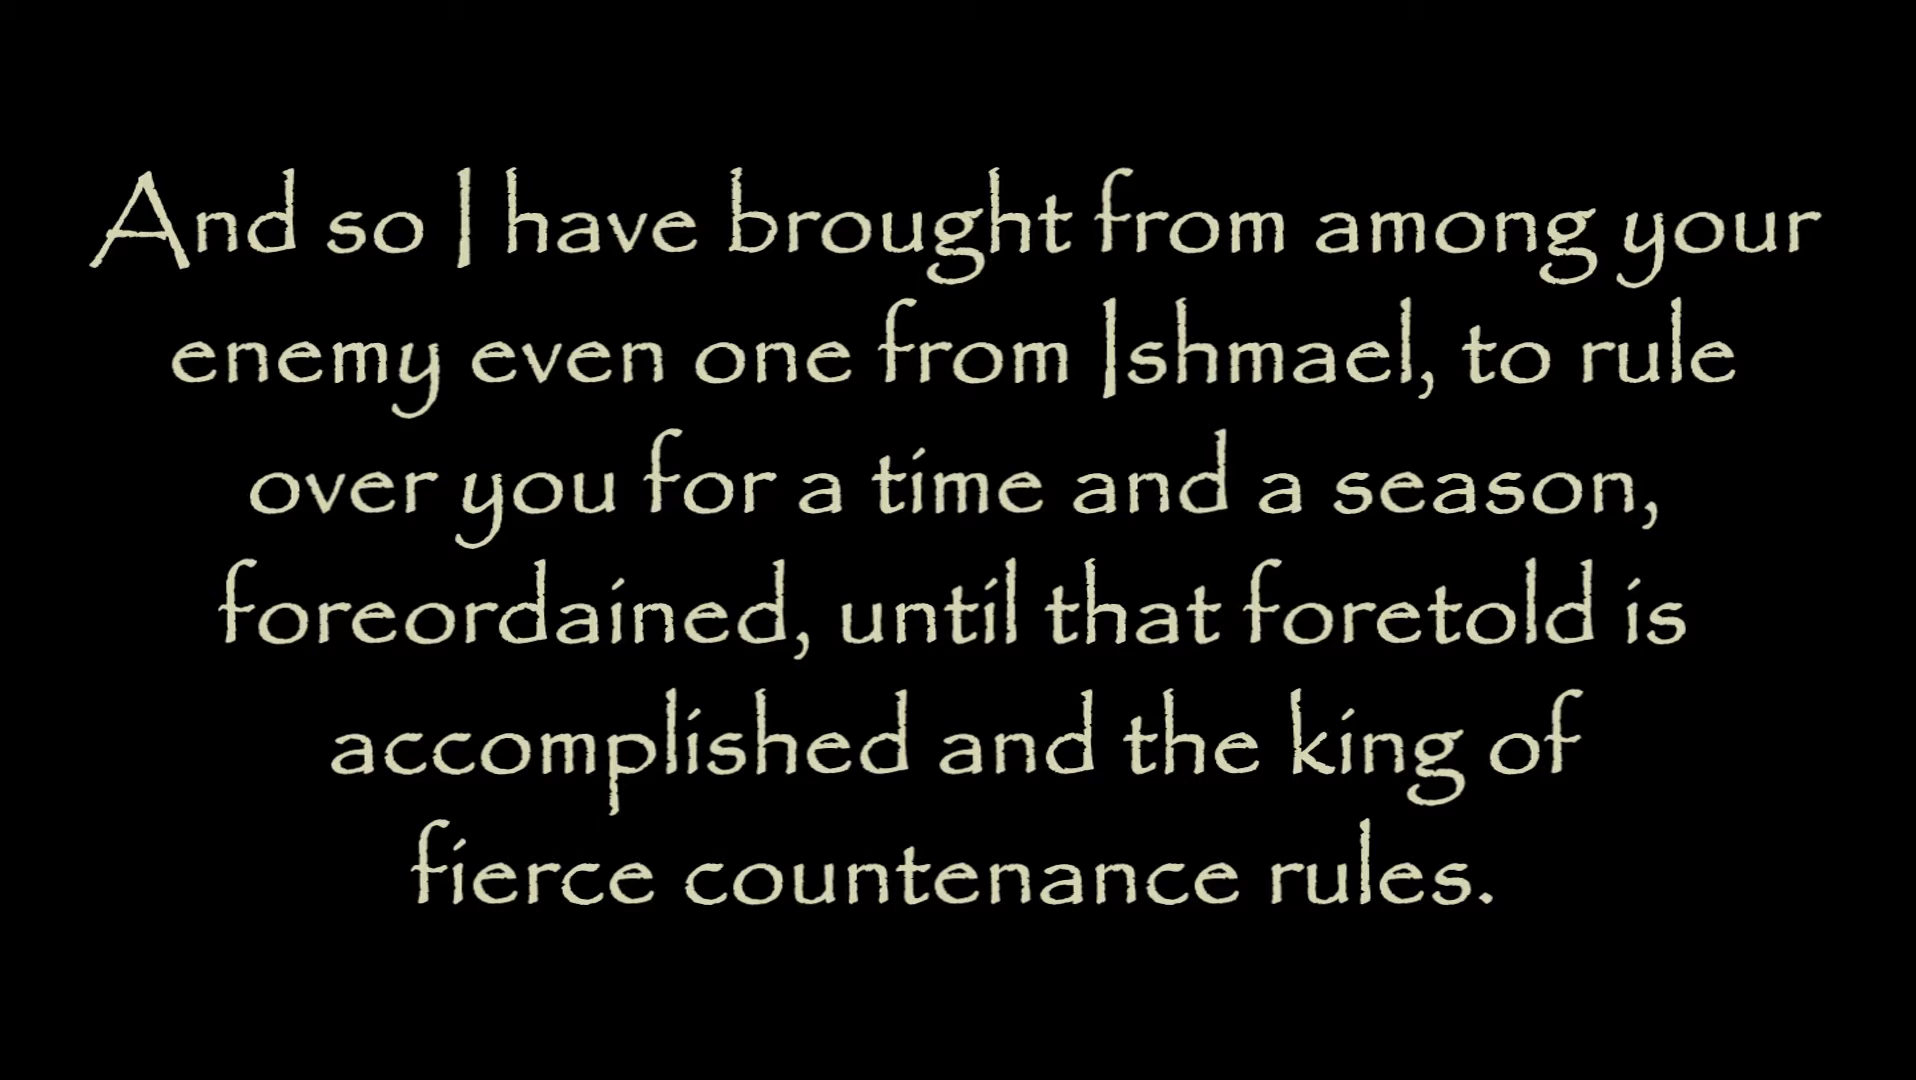 And so I have brought from among your
enemy even one from Ishmael, to rule
over you for a time and a season,
foreordained, until that foretold is
accomplished and the king of
fierce countenance rules.